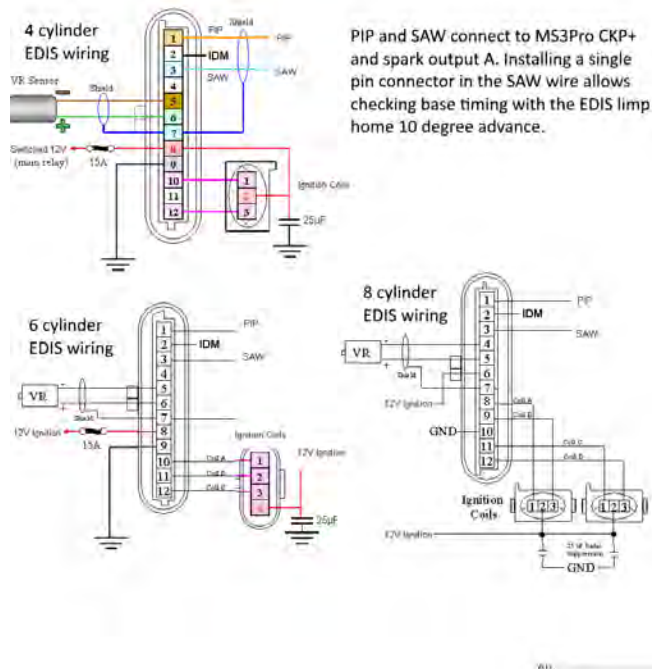 4 cylinder
EDIS wiring
PIP and SAW connect to MS3Pro CKP+
and spark output A. Installing a single
pin connector in the SAW wire allows
checking base timing with the EDIS limp
home 10 degree advance.
Shield
PIP
PIP
IDM
SAW
SAW
VR Sensor
Shield
Switched 12V
(main relay)
15A
1
2
3
4
5
6
7
8
9
10
11
12
Ignition Coils
1
2
3
25uF
6 cylinder
EDIS wiring
PIP
IDM
SAW
VR
Shield
12V Ignition
15A
1
2
3
4
5
6
7
8
9
10
11
12
Coil A
Coil B
Coil C
Ignition Coils
1
2
3
4
12V Ignition
25uF
8 cylinder
EDIS wiring
PIP
IDM
SAW
VR
Shield
12V Ignition
GND
1
2
3
4
5
6
7
8
9
10
11
12
Coil A
Coil B
Coil C
Coil D
Ignition
Coils
1 2 3
1 2 3
12V Ignition
GND